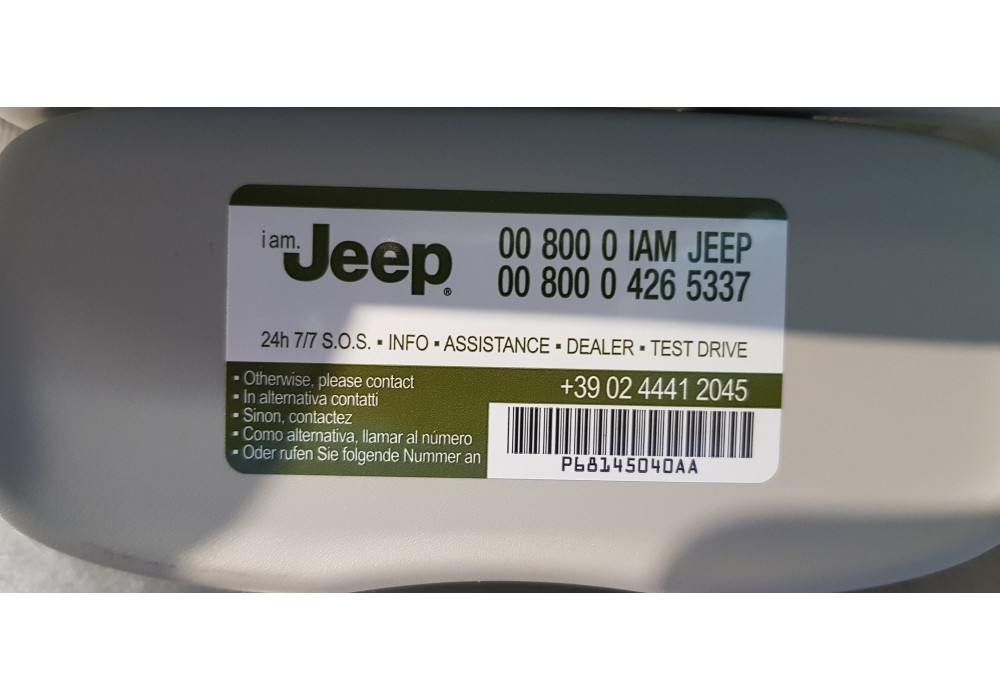 i am.
Jeep®
00 800 0 IAM JEEP
00 800 0 426 5337
24h 7/7 S.O.S. ▪ INFO ▪ ASSISTANCE ▪ DEALER ▪ TEST DRIVE
▪ Otherwise, please contact
▪ In alternativa contatti
▪ Sinon, contactez
▪ Como alternativa, llamar al número
▪ Oder rufen Sie folgende Nummer an
+39 02 4441 2045
P68145040AA